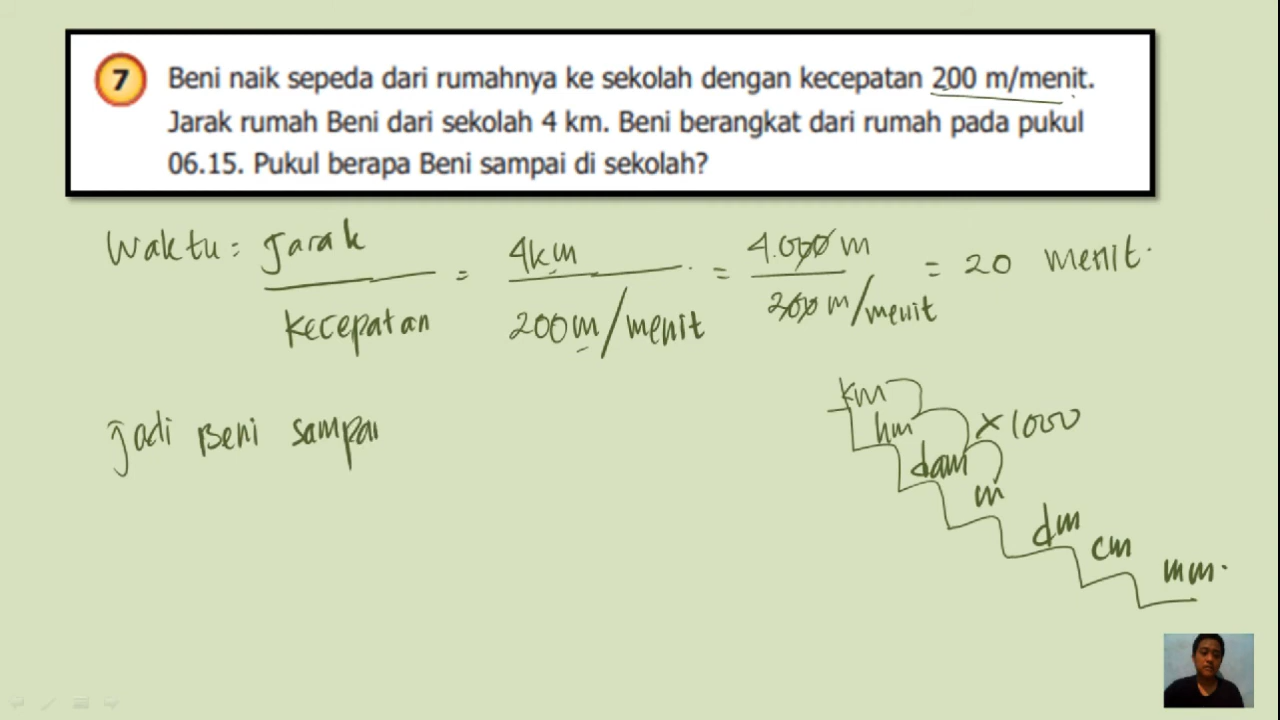 7 Beni naik sepeda dari rumahnya ke sekolah dengan kecepatan 200 m/menit.
Jarak rumah Beni dari sekolah 4 km. Beni berangkat dari rumah pada pukul
06.15. Pukul berapa Beni sampai di sekolah?
Waktu = Jarak / kecepatan = 4km / 200m/menit = 4.000 m / 200 m/menit = 20 menit.
Jadi Beni sampai
km
hm
x 1000
dam
m
dm
cm
mm.